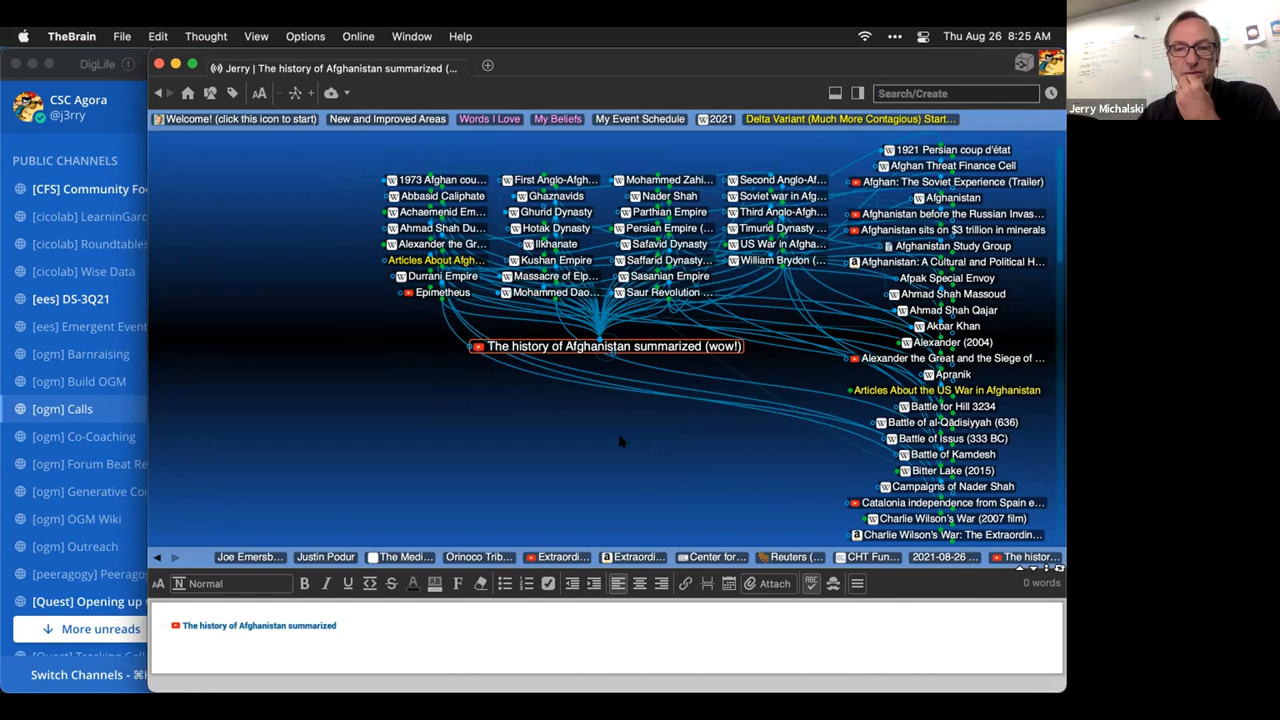 TheBrain File Edit Thought View Options Online Window Help Thu Aug 26 8:25 AM
DigLife
Jerry | The history of Afghanistan summarized (...
CSC Agora
@j3rry
AA
Search/Create
Jerry Michalski
Welcome! (click this icon to start) New and Improved Areas Words I Love My Beliefs My Event Schedule 2021 Delta Variant (Much More Contagious) Start...
PUBLIC CHANNELS
[CFS] Community Fo
[cicolab] LearningGard
[cicolab] Roundtables
[cicolab] Wise Data
[ees] DS-3Q21
[ees] Emergent Event
[ogm] Barnraising
[ogm] Build OGM
[ogm] Calls
[ogm] Co-Coaching
[ogm] Forum Beat Re
[ogm] Generative Cor
[ogm] OGM Wiki
[ogm] Outreach
[peeragogy] Peerago
[Quest] Opening up
More unreads
Switch Channels - ⌘
1973 Afghan cou...
Abbasid Caliphate
Achaemenid Em...
Ahmad Shah Du...
Alexander the Gr...
Articles About Afgh...
Durrani Empire
Epimetheus
First Anglo-Afgh...
Ghaznavids
Ghurid Dynasty
Hotak Dynasty
Ilkhanate
Kushan Empire
Massacre of Elp...
Mohammed Dao...
Mohammed Zahi...
Nader Shah
Parthian Empire
Persian Empire (...
Safavid Dynasty
Saffarid Dynasty...
Sasanian Empire
Saur Revolution ...
Second Anglo-Af...
Soviet war in Afg...
Third Anglo-Afgh...
Timurid Dynasty
US War in Afgha...
William Brydon (...
1921 Persian coup d'état
Afghan Threat Finance Cell
Afghan: The Soviet Experience (Trailer)
Afghanistan
Afghanistan before the Russian Invas...
Afghanistan sits on $3 trillion in minerals
Afghanistan Study Group
Afghanistan: A Cultural and Political H...
Afpak Special Envoy
Ahmad Shah Massoud
Ahmad Shah Qajar
Akbar Khan
Alexander (2004)
Alexander the Great and the Siege of ...
Apranik
Articles About the US War in Afghanistan
Battle for Hill 3234
Battle of al-Qādisiyyah (636)
Battle of Issus (333 BC)
Battle of Kamdesh
Bitter Lake (2015)
Campaigns of Nader Shah
Catalonia independence from Spain e...
Charlie Wilson's War (2007 film)
Charlie Wilson's War: The Extraordin...
The history of Afghanistan summarized (wow!)
Joe Emersb... Justin Podur The Medi... Orinoco Trib... Extraordi... Extraordi... Center for... Reuters (... CHT Fun... 2021-08-26 ... The histor...
AA N Normal B I U S A AB F Attach ABC 0 words
The history of Afghanistan summarized